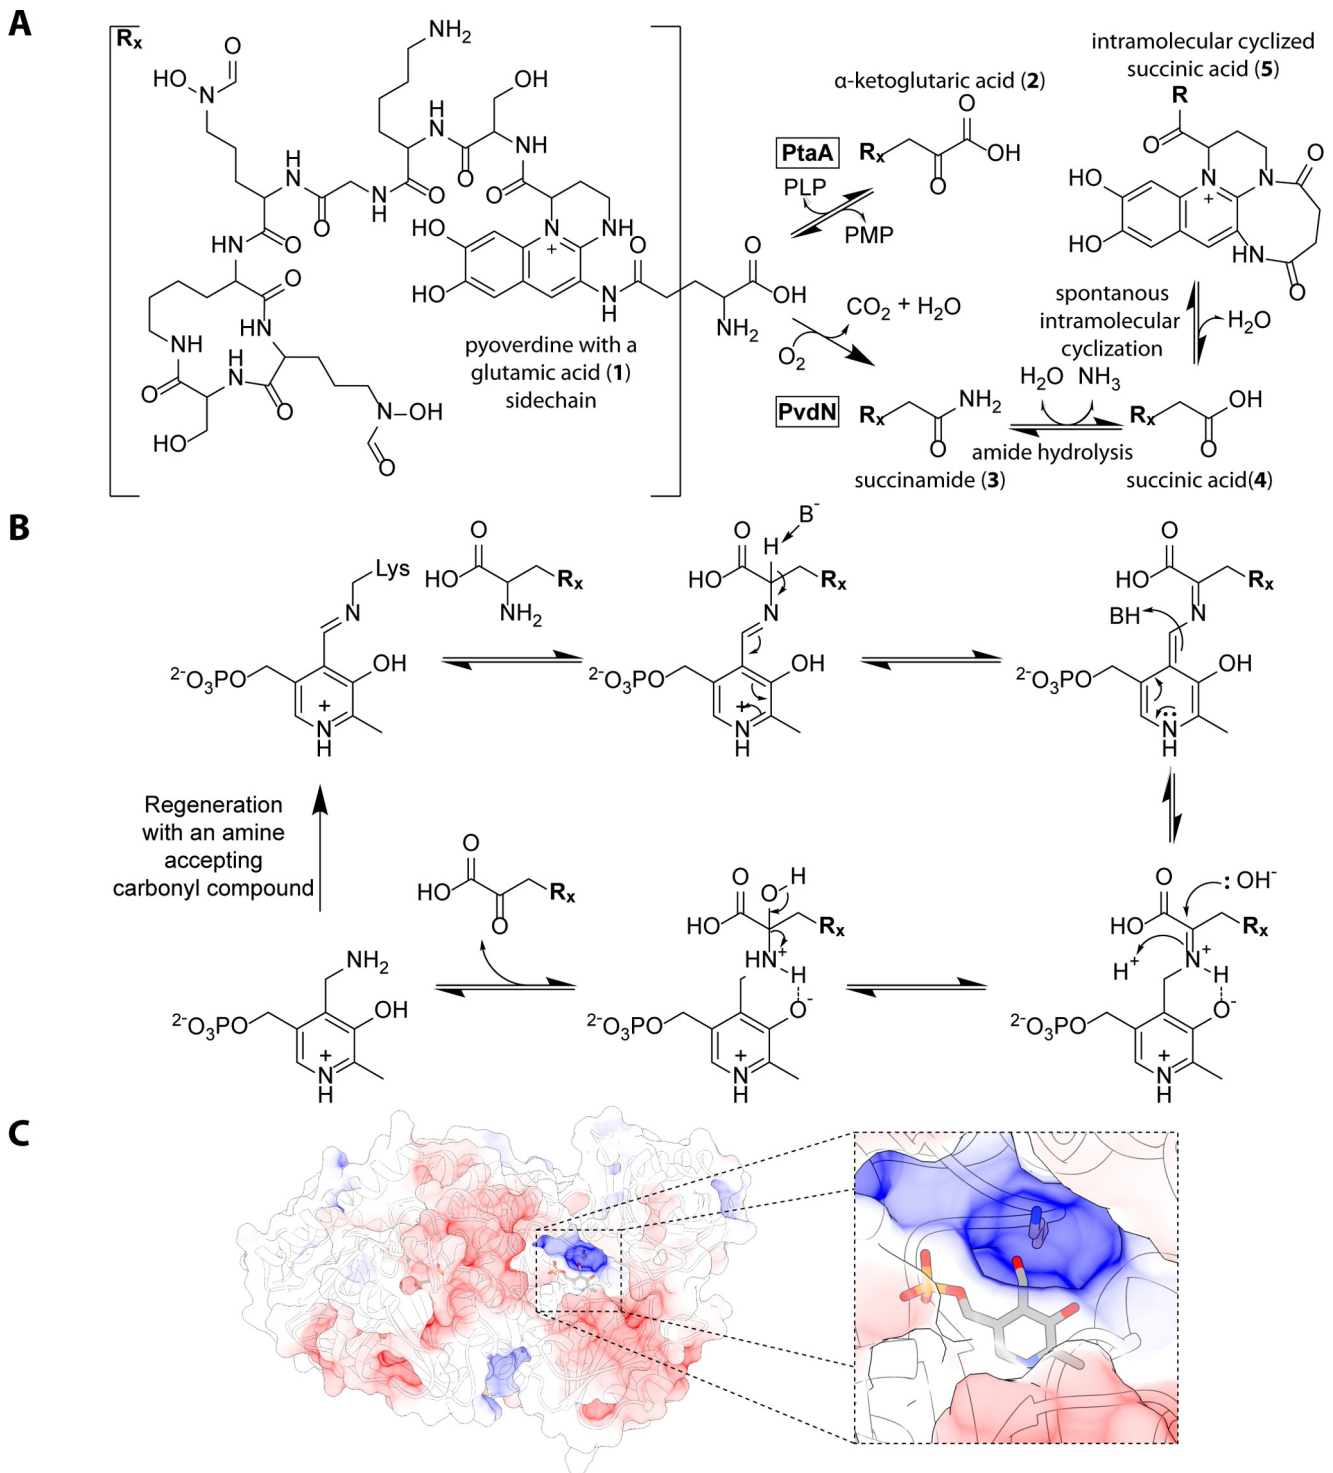 A
Rx
O
HO
N
NH2
OH
H
N
O
N
H
O
O
H
N
O
NH
O
HN
O
O
HN
NH
O
H
N
O
HO
N
OH
O
HO
HO
N
+
NH
N
H
O
O
OH
NH2
pyoverdine with a
glutamic acid (1)
sidechain
α-ketoglutaric acid (2)
PtaA
PLP
PMP
Rx
O
O
OH
CO2 + H2O
O2
PvdN
Rx
NH2
O
succinamide (3)
H2O NH3
amide hydrolysis
Rx
OH
O
succinic acid(4)
spontanous
intramolecular
cyclization
H2O
intramolecular cyclized
succinic acid (5)
R
O
HO
HO
N
+
N
O
HN
O
B
Lys
N
2-O3PO
OH
+
N
H
O
HO
Rx
NH2
B-
H
O
HO
Rx
N
2-O3PO
OH
+
N
H
O
HO
Rx
BH
N
2-O3PO
OH
N
H
Regeneration
with an amine
accepting
carbonyl compound
O
HO
Rx
O
NH2
2-O3PO
OH
+
N
H
O
O
H
HO
Rx
HN+
H
O-
2-O3PO
+
N
H
O
:OH-
HO
Rx
H+
N+
H
O-
2-O3PO
+
N
H
C